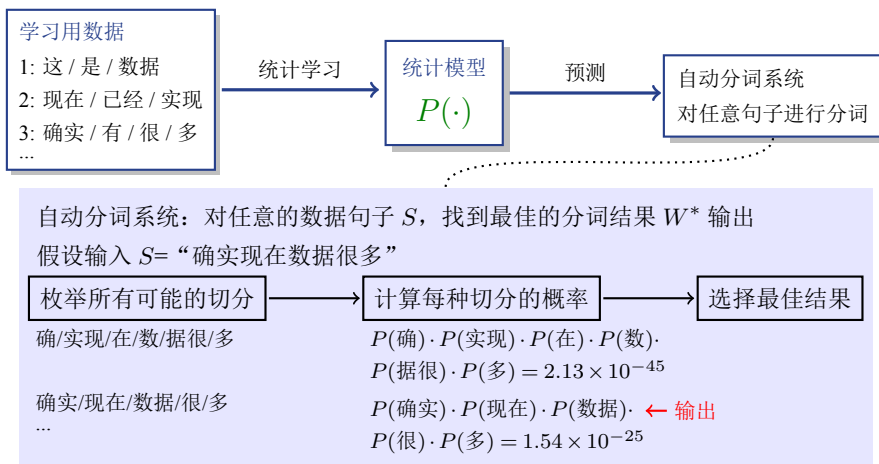 学习用数据
1: 这 / 是 / 数据
2: 现在 / 已经 / 实现
3: 确实 / 有 / 很 / 多
...
统计学习
统计模型
P(·)
预测
自动分词系统
对任意句子进行分词
自动分词系统：对任意的数据句子 S，找到最佳的分词结果 W* 输出
假设输入 S=“确实现在数据很多”
枚举所有可能的切分
计算每种切分的概率
选择最佳结果
确/实现/在/数/据很/多
P(确) · P(实现) · P(在) · P(数)·
P(据很) · P(多) = 2.13 × 10⁻⁴⁵
确实/现在/数据/很/多
...
P(确实) · P(现在) · P(数据)· ← 输出
P(很) · P(多) = 1.54 × 10⁻²⁵